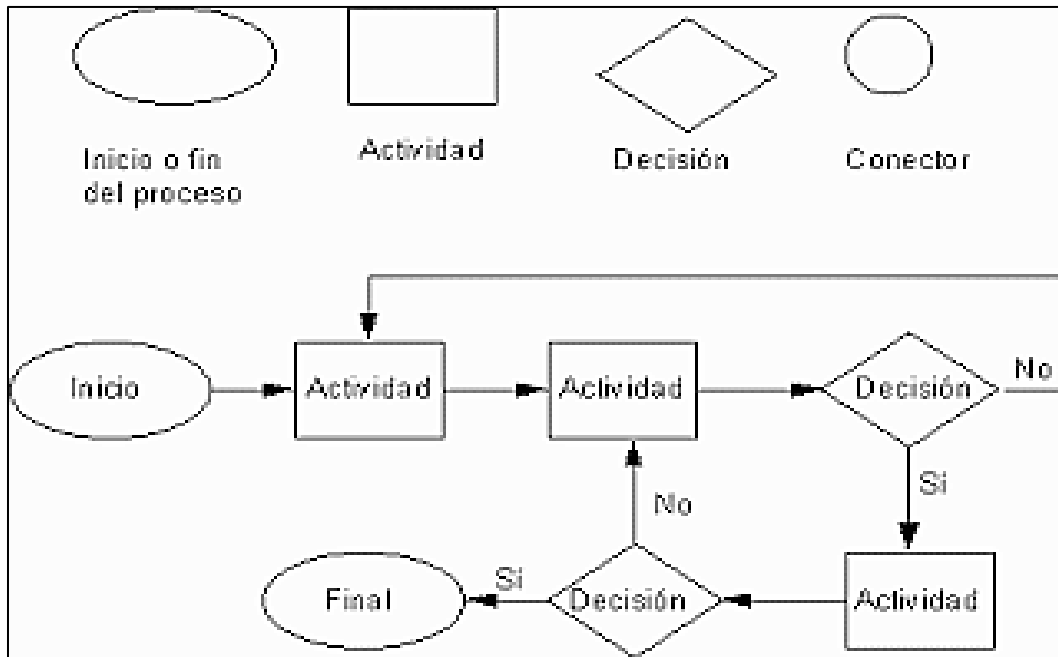 Inicio o fin
del proceso
Actividad
Decisión
Conector
Inicio
Actividad
Actividad
Decisión
No
Si
No
Final
Si
Decisión
Actividad